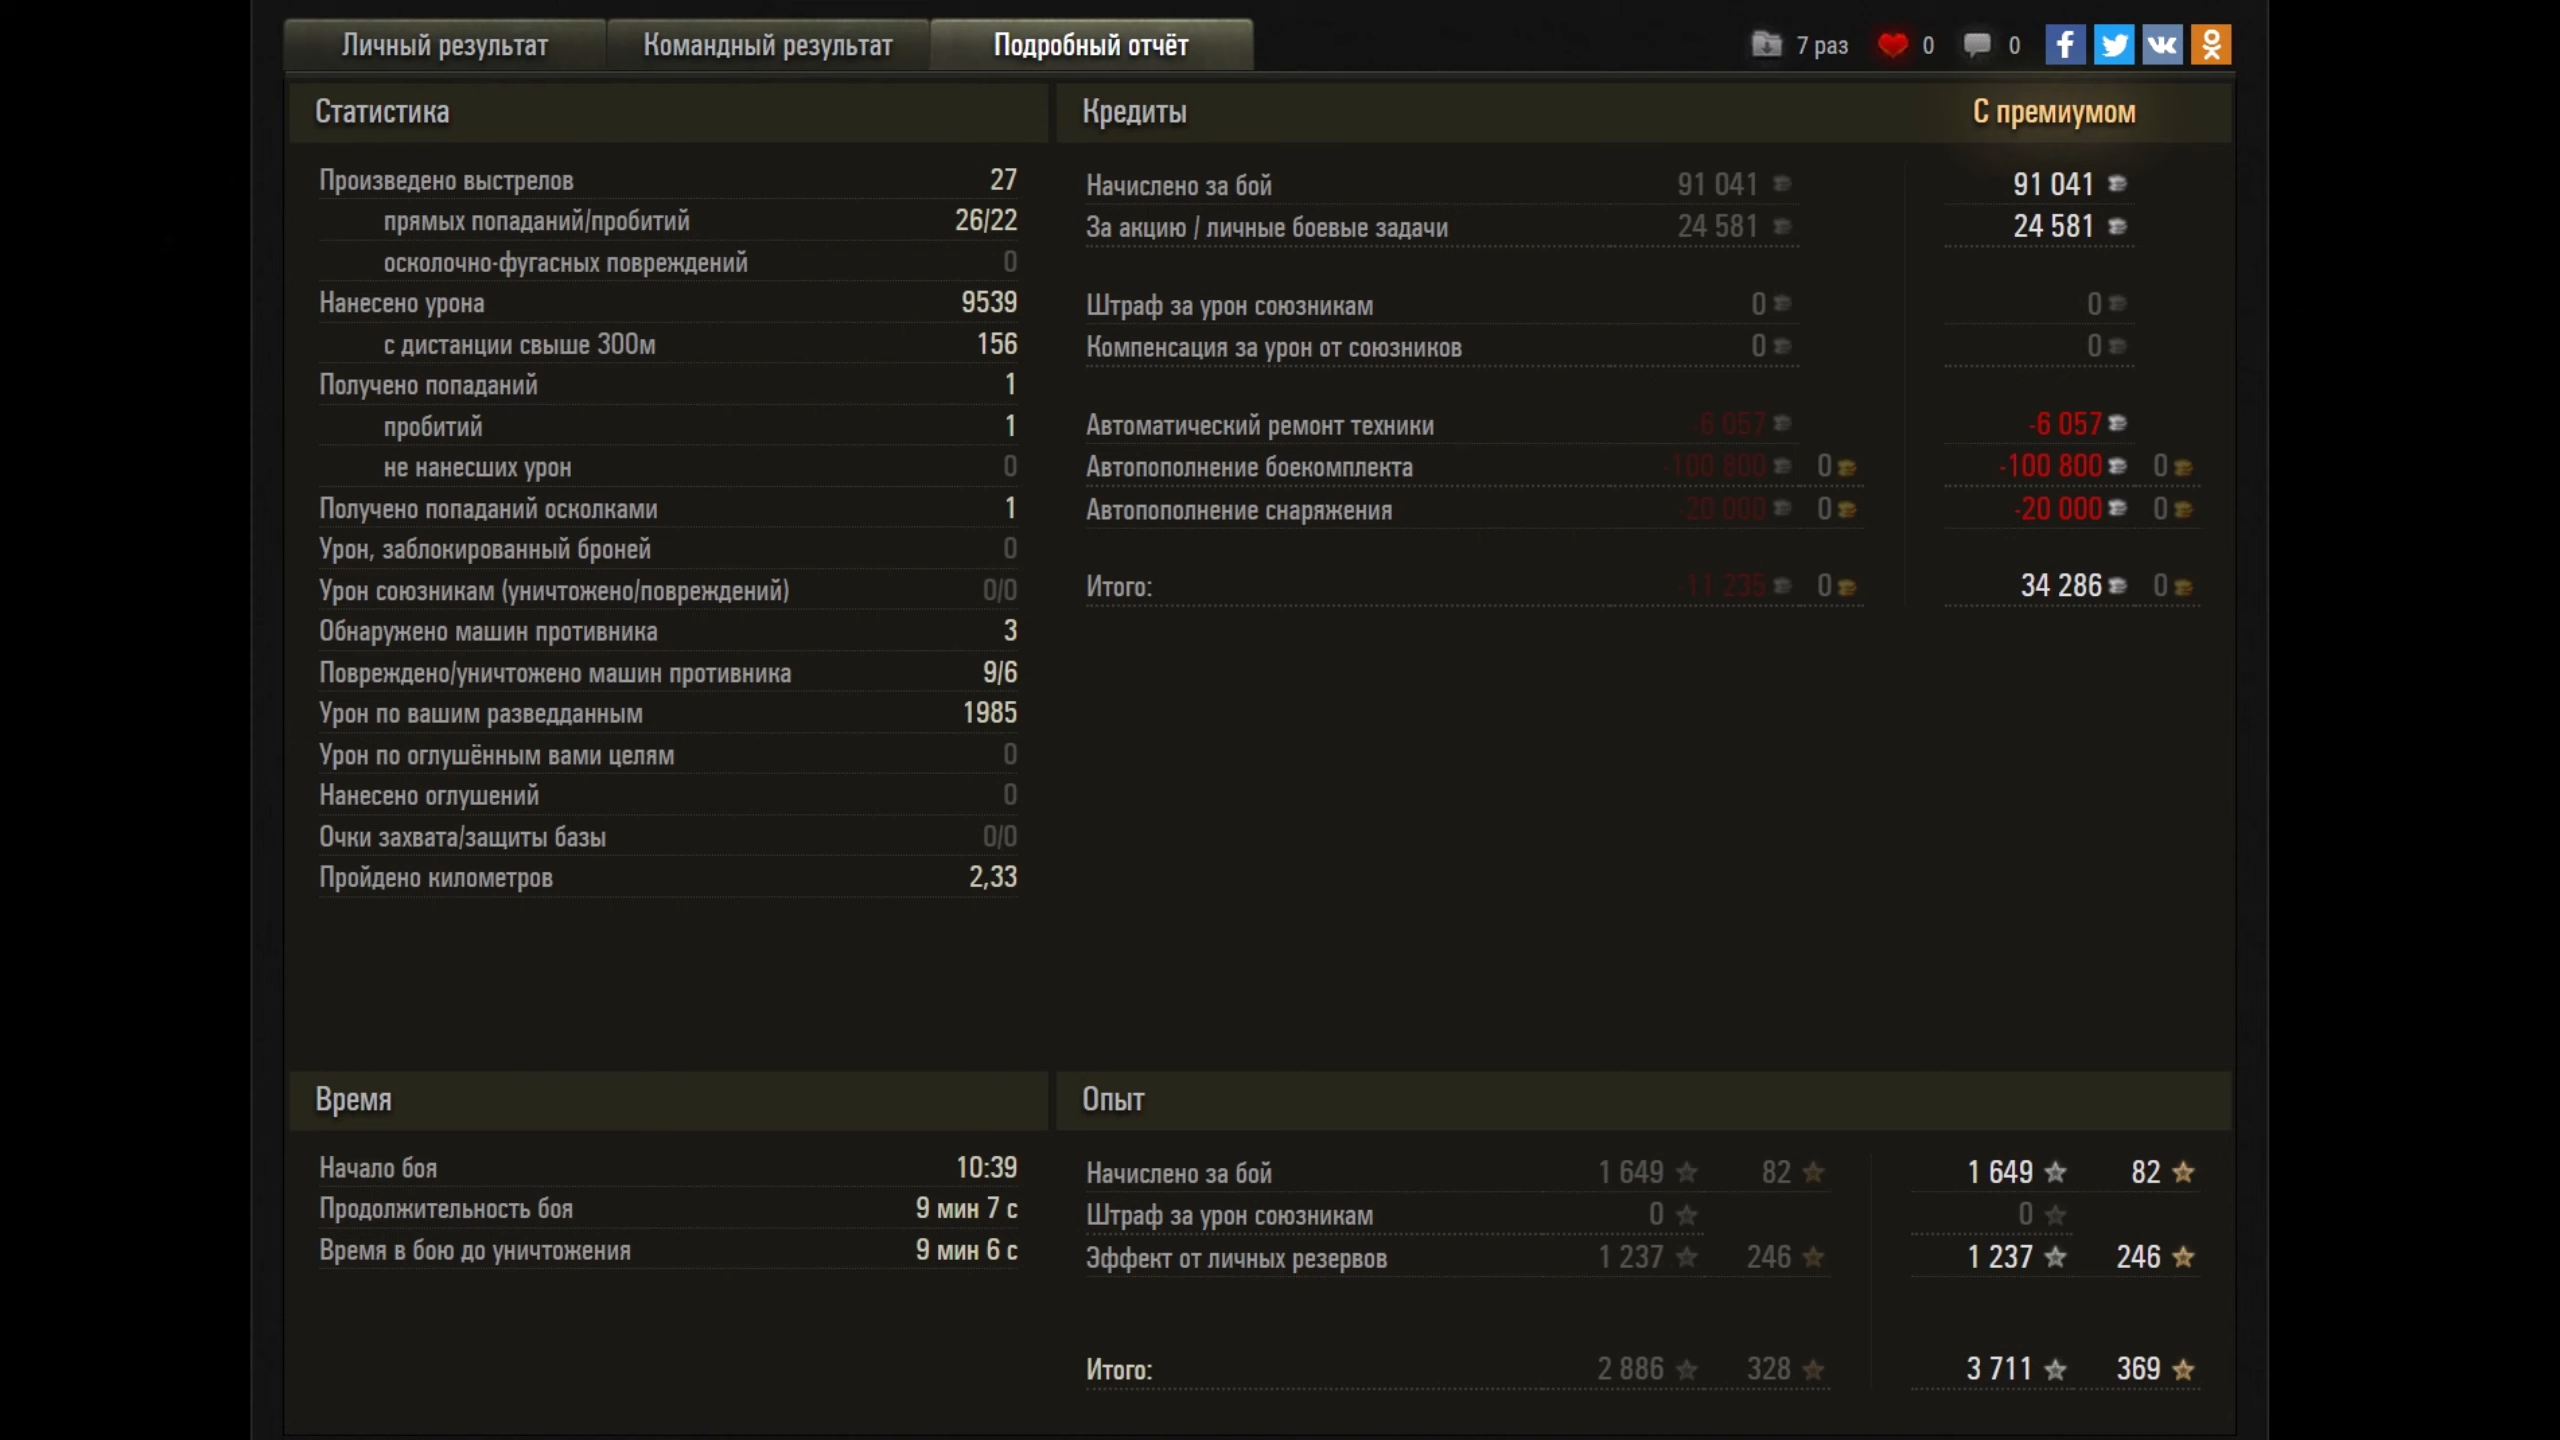 Личный результат Командный результат Подробный отчёт 7 раз 0 0
Статистика
Произведено выстрелов 27
прямых попаданий/пробитий 26/22
осколочно-фугасных повреждений 0
Нанесено урона 9539
с дистанции свыше 300м 156
Получено попаданий 1
пробитий 1
не нанесших урон 0
Получено попаданий осколками 1
Урон, заблокированный броней 0
Урон союзникам (уничтожено/повреждений) 0/0
Обнаружено машин противника 3
Повреждено/уничтожено машин противника 9/6
Урон по вашим разведданным 1985
Урон по оглушённым вами целям 0
Нанесено оглушений 0
Очки захвата/защиты базы 0/0
Пройдено километров 2,33
Кредиты С премиумом
Начислено за бой 91 041 91 041
За акцию / личные боевые задачи 24 581 24 581
Штраф за урон союзникам 0 0
Компенсация за урон от союзников 0 0
Автоматический ремонт техники -6 057 -6 057
Автопополнение боекомплекта -100 800 0 -100 800 0
Автопополнение снаряжения -20 000 0 -20 000 0
Итого: -11 235 0 34 286 0
Время
Начало боя 10:39
Продолжительность боя 9 мин 7 с
Время в бою до уничтожения 9 мин 6 с
Опыт
Начислено за бой 1 649 82 1 649 82
Штраф за урон союзникам 0 0
Эффект от личных резервов 1 237 246 1 237 246
Итого: 2 886 328 3 711 369